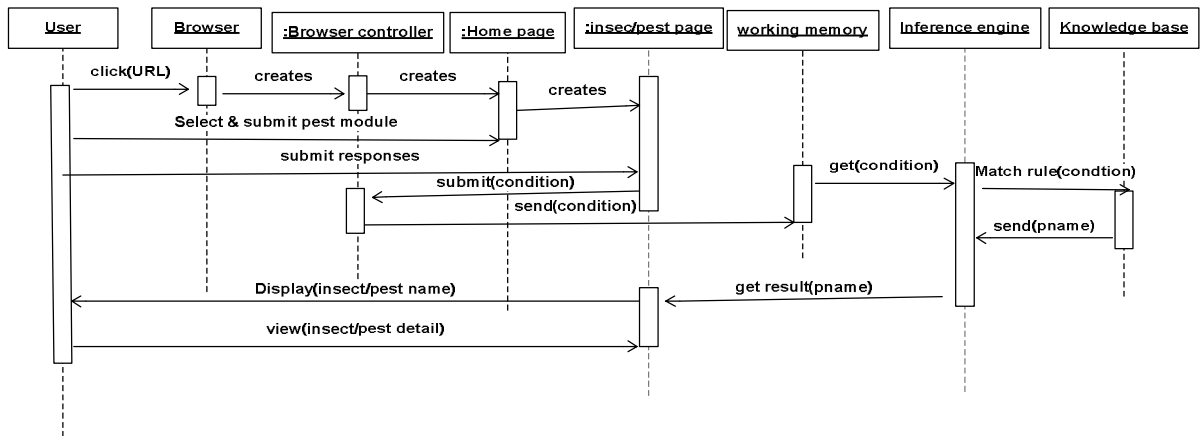 User
Browser
:Browser controller
:Home page
:insec/pest page
working memory
Inference engine
Knowledge base
click(URL)
creates
creates
creates
Select & submit pest module
submit responses
submit(condition)
send(condition)
get(condition)
Match rule(condtion)
send(pname)
Display(insect/pest name)
get result(pname)
view(insect/pest detail)